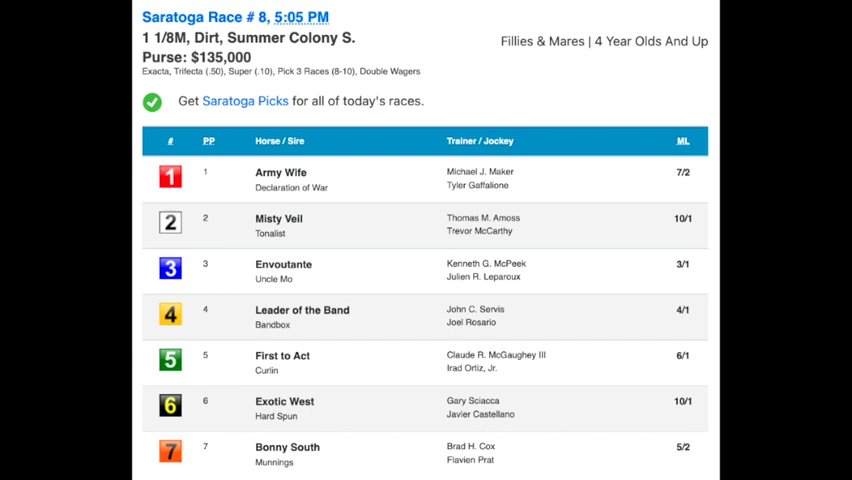 Saratoga Race # 8, 5:05 PM
1 1/8M, Dirt, Summer Colony S.
Purse: $135,000
Exacta, Trifecta (.50), Super (.10), Pick 3 Races (8-10), Double Wagers
Fillies & Mares | 4 Year Olds And Up
Get Saratoga Picks for all of today's races.
# PP Horse / Sire Trainer / Jockey ML
1 1 Army Wife Michael J. Maker 7/2
Declaration of War Tyler Gaffalione
2 2 Misty Veil Thomas M. Amoss 10/1
Tonalist Trevor McCarthy
3 3 Envoutante Kenneth G. McPeek 3/1
Uncle Mo Julien R. Leparoux
4 4 Leader of the Band John C. Servis 4/1
Bandbox Joel Rosario
5 5 First to Act Claude R. McGaughey III 6/1
Curlin Irad Ortiz, Jr.
6 6 Exotic West Gary Sciacca 10/1
Hard Spun Javier Castellano
7 7 Bonny South Brad H. Cox 5/2
Munnings Flavien Prat